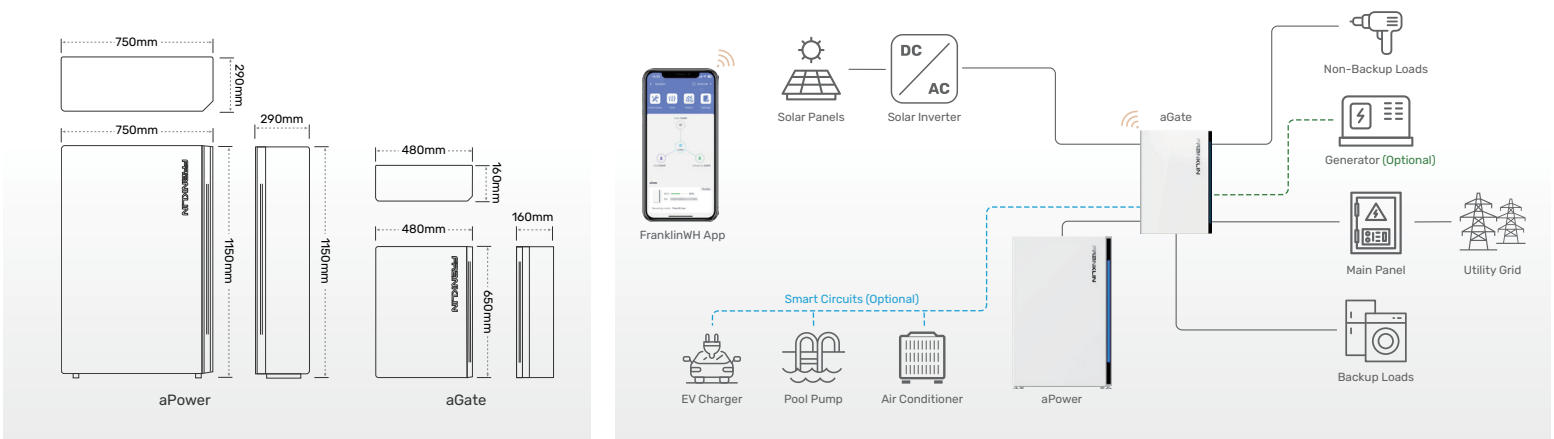 750mm
290mm
750mm
290mm
FRANKLIN
1150mm
1150mm
aPower
480mm
160mm
480mm
160mm
FRANKLIN
650mm
aGate
FranklinWH App
Solar Panels
DC
AC
Solar Inverter
aGate
FRANKLIN
Non-Backup Loads
Generator (Optional)
Main Panel
Utility Grid
Backup Loads
Smart Circuits (Optional)
EV Charger
Pool Pump
Air Conditioner
FRANKLIN
aPower